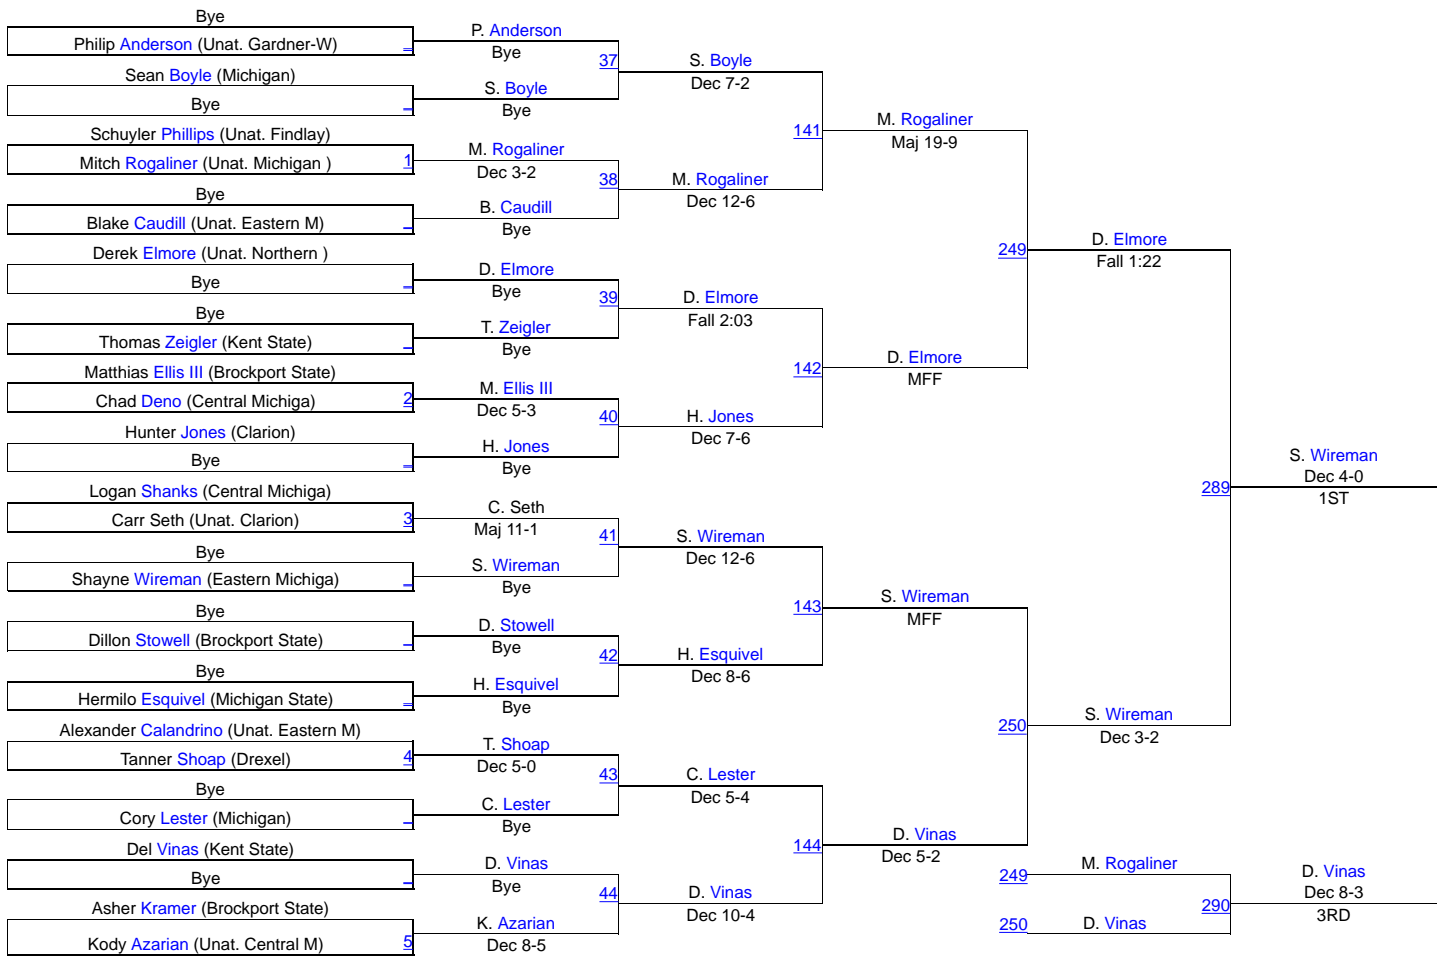 Bye
Philip Anderson (Unat. Gardner-W)
Sean Boyle (Michigan)
Bye
Schuyler Phillips (Unat. Findlay)
Mitch Rogaliner (Unat. Michigan )
1
Bye
Blake Caudill (Unat. Eastern M)
Derek Elmore (Unat. Northern )
Bye
Bye
Thomas Zeigler (Kent State)
Matthias Ellis III (Brockport State)
Chad Deno (Central Michiga)
2
Hunter Jones (Clarion)
Bye
Logan Shanks (Central Michiga)
Carr Seth (Unat. Clarion)
3
Bye
Shayne Wireman (Eastern Michiga)
Bye
Dillon Stowell (Brockport State)
Bye
Hermilo Esquivel (Michigan State)
Alexander Calandrino (Unat. Eastern M)
Tanner Shoap (Drexel)
4
Bye
Cory Lester (Michigan)
Del Vinas (Kent State)
Bye
Asher Kramer (Brockport State)
Kody Azarian (Unat. Central M)
5
P. Anderson
Bye
37
S. Boyle
Bye
M. Rogaliner
Dec 3-2
38
B. Caudill
Bye
D. Elmore
Bye
39
T. Zeigler
Bye
M. Ellis III
Dec 5-3
40
H. Jones
Bye
C. Seth
Maj 11-1
41
S. Wireman
Bye
D. Stowell
Bye
42
H. Esquivel
Bye
T. Shoap
Dec 5-0
43
C. Lester
Bye
D. Vinas
Bye
44
K. Azarian
Dec 8-5
S. Boyle
Dec 7-2
141
M. Rogaliner
Dec 12-6
D. Elmore
Fall 2:03
142
H. Jones
Dec 7-6
S. Wireman
Dec 12-6
143
H. Esquivel
Dec 8-6
C. Lester
Dec 5-4
144
D. Vinas
Dec 10-4
M. Rogaliner
Maj 19-9
249
D. Elmore
MFF
S. Wireman
MFF
250
D. Vinas
Dec 5-2
D. Elmore
Fall 1:22
289
S. Wireman
Dec 3-2
S. Wireman
Dec 4-0
1ST
249
M. Rogaliner
290
250
D. Vinas
D. Vinas
Dec 8-3
3RD